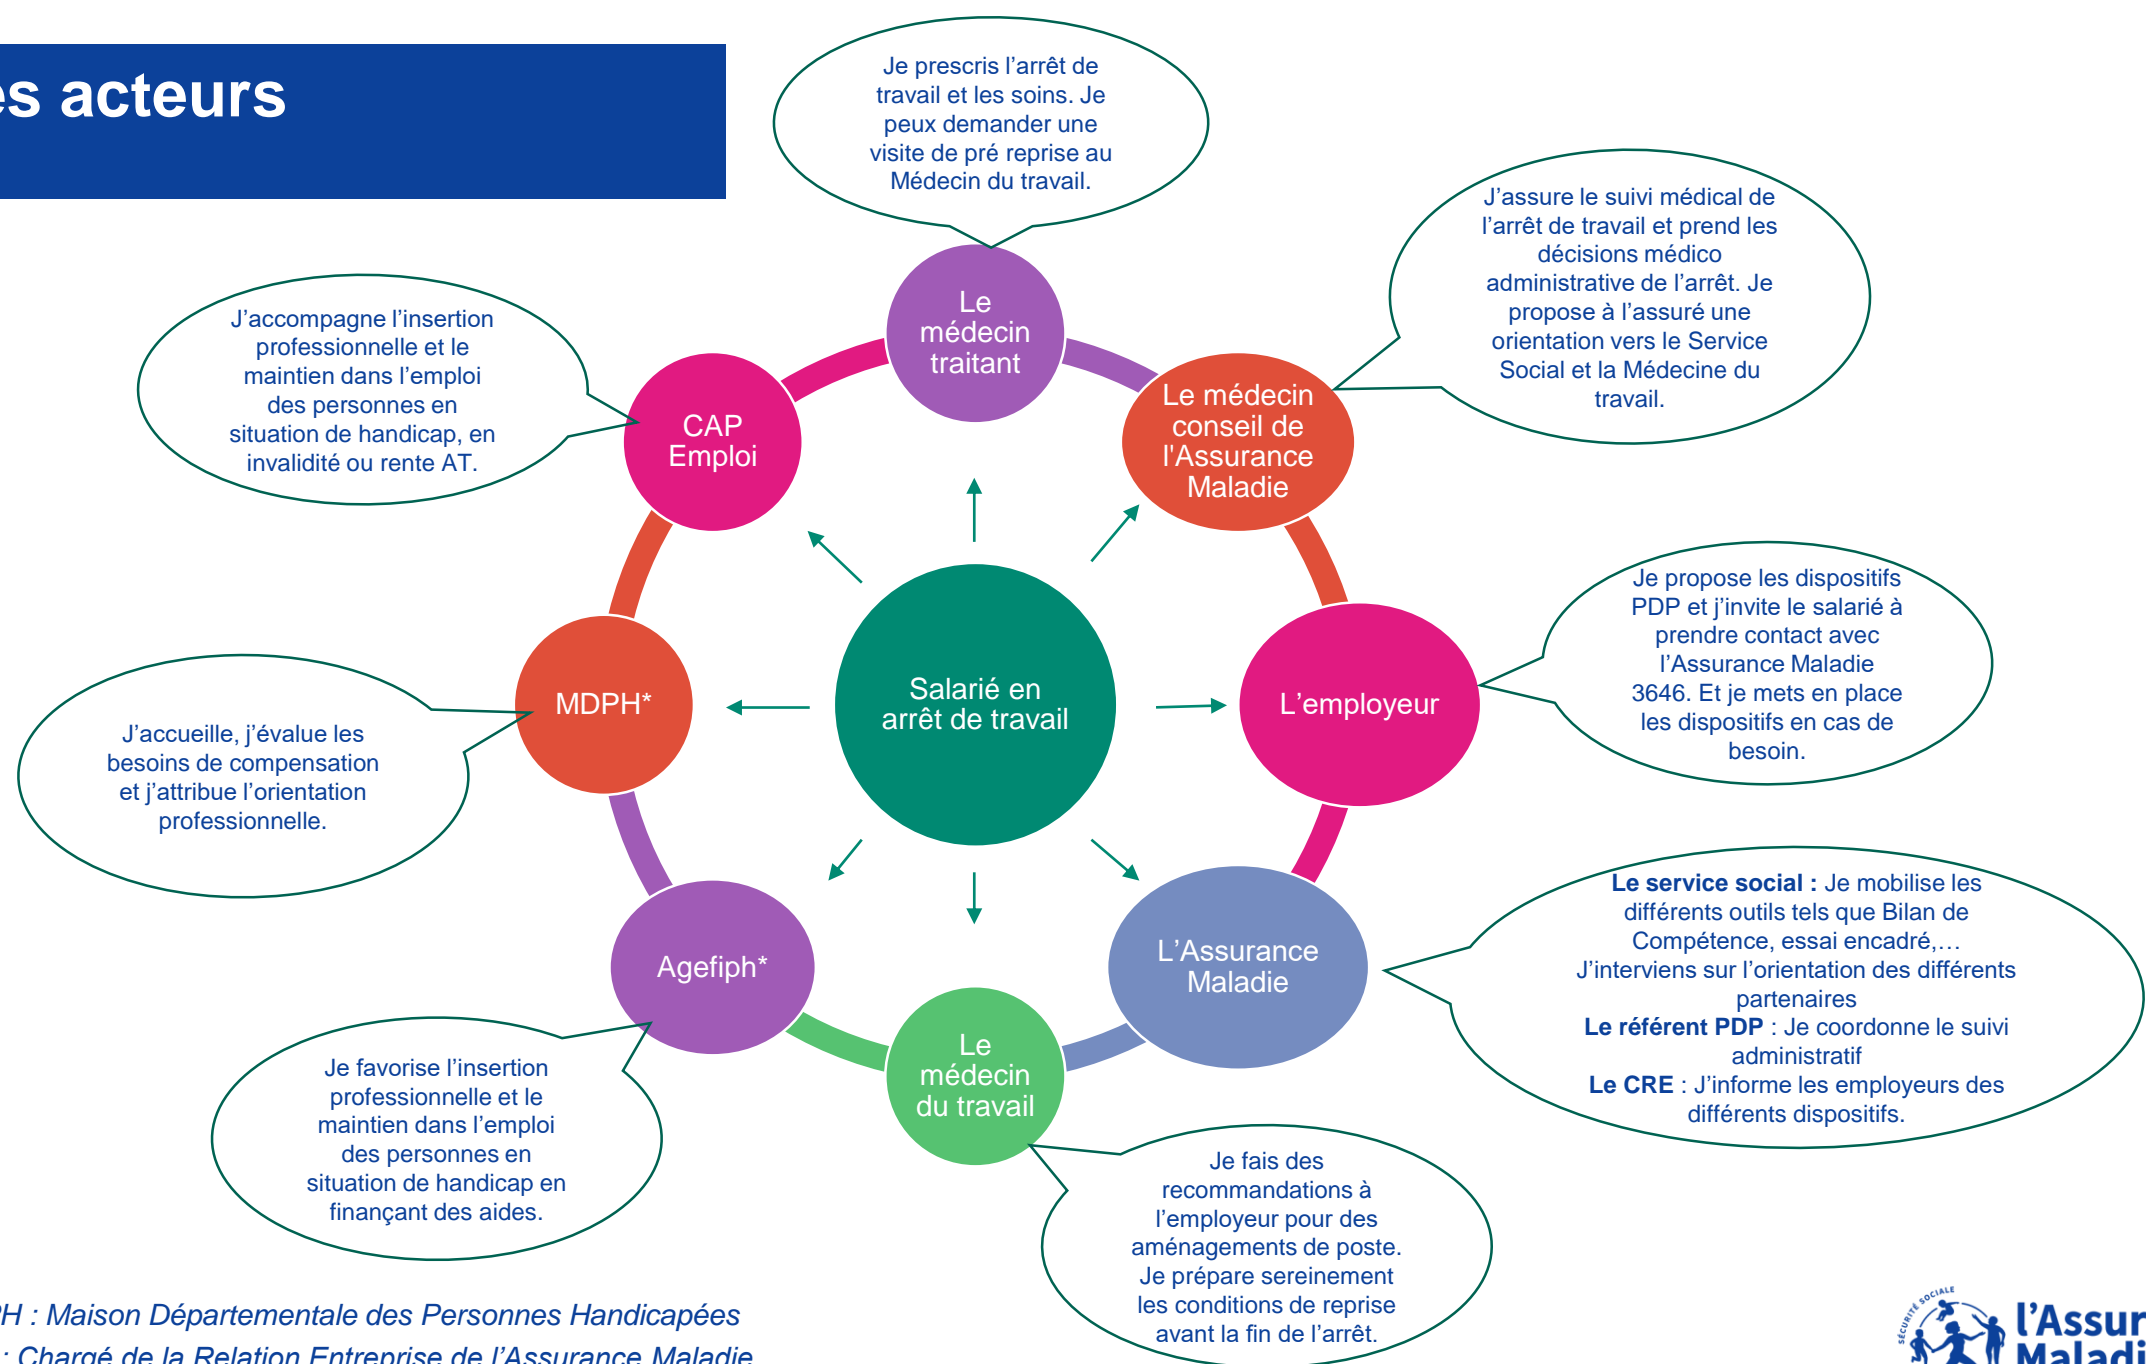 es acteurs
Je prescris l’arrêt de
travail et les soins. Je
peux demander une
visite de pré reprise au
Médecin du travail.
J’assure le suivi médical de
l’arrêt de travail et prend les
décisions médico
administrative de l’arrêt. Je
propose à l’assuré une
orientation vers le Service
Social et la Médecine du
travail.
J’accompagne l’insertion
professionnelle et le
maintien dans l’emploi
des personnes en
situation de handicap, en
invalidité ou rente AT.
Le
médecin
traitant
Le médecin
conseil de
l'Assurance
Maladie
CAP
Emploi
Je propose les dispositifs
PDP et j’invite le salarié à
prendre contact avec
l’Assurance Maladie
3646. Et je mets en place
les dispositifs en cas de
besoin.
MDPH*
Salarié en
arrêt de travail
L’employeur
J’accueille, j’évalue les
besoins de compensation
et j’attribue l’orientation
professionnelle.
Le service social : Je mobilise les
différents outils tels que Bilan de
Compétence, essai encadré,…
J’interviens sur l’orientation des différents
partenaires
Le référent PDP : Je coordonne le suivi
administratif
Le CRE : J’informe les employeurs des
différents dispositifs.
Agefiph*
L’Assurance
Maladie
Le
médecin
du travail
Je favorise l’insertion
professionnelle et le
maintien dans l’emploi
des personnes en
situation de handicap en
finançant des aides.
Je fais des
recommandations à
l’employeur pour des
aménagements de poste.
Je prépare sereinement
les conditions de reprise
avant la fin de l’arrêt.
PH : Maison Départementale des Personnes Handicapées
: Chargé de la Relation Entreprise de l’Assurance Maladie
SÉCURITÉ SOCIALE
l’Assur
Maladi